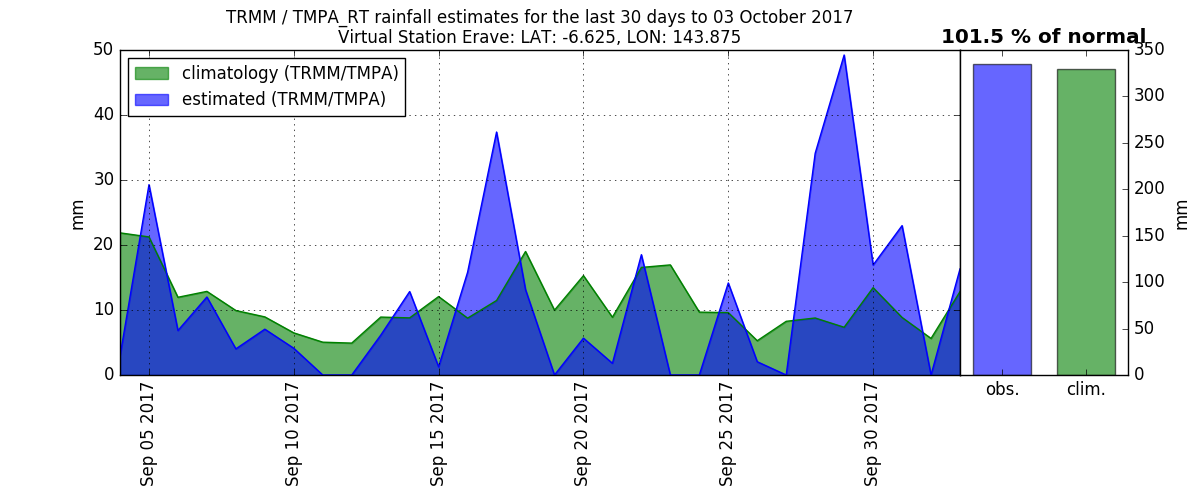 TRMM / TMPA_RT rainfall estimates for the last 30 days to 03 October 2017
Virtual Station Erave: LAT: -6.625, LON: 143.875
101.5 % of normal
climatology (TRMM/TMPA)
estimated (TRMM/TMPA)
50
40
30
20
10
0
mm
350
300
250
200
150
100
50
0
mm
Sep 05 2017
Sep 10 2017
Sep 15 2017
Sep 20 2017
Sep 25 2017
Sep 30 2017
obs.
clim.